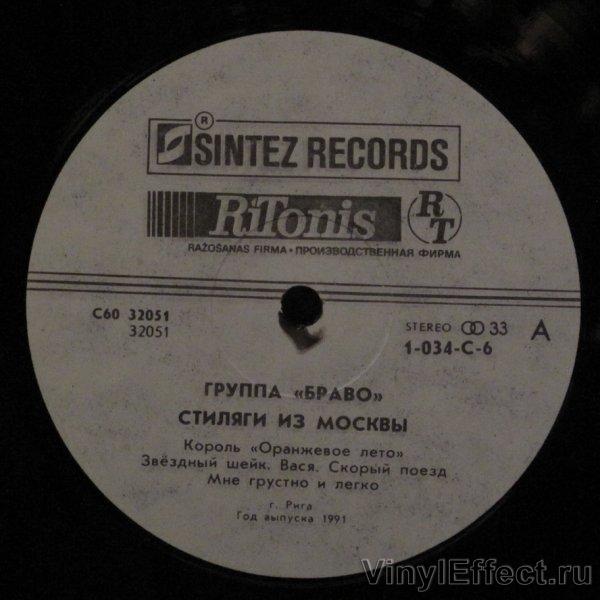 ®
SINTEZ RECORDS
RiTonis RT
RAŽOŠANAS FIRMA • ПРОИЗВОДСТВЕННАЯ ФИРМА
С60 32051
32051
STEREO 33 A
1-034-C-6
ГРУППА «БРАВО»
СТИЛЯГИ ИЗ МОСКВЫ
Король «Оранжевое лето»
Звёздный шейк. Вася. Скорый поезд
Мне грустно и легко
г. Рига
Год выпуска 1991
VinylEffect.ru